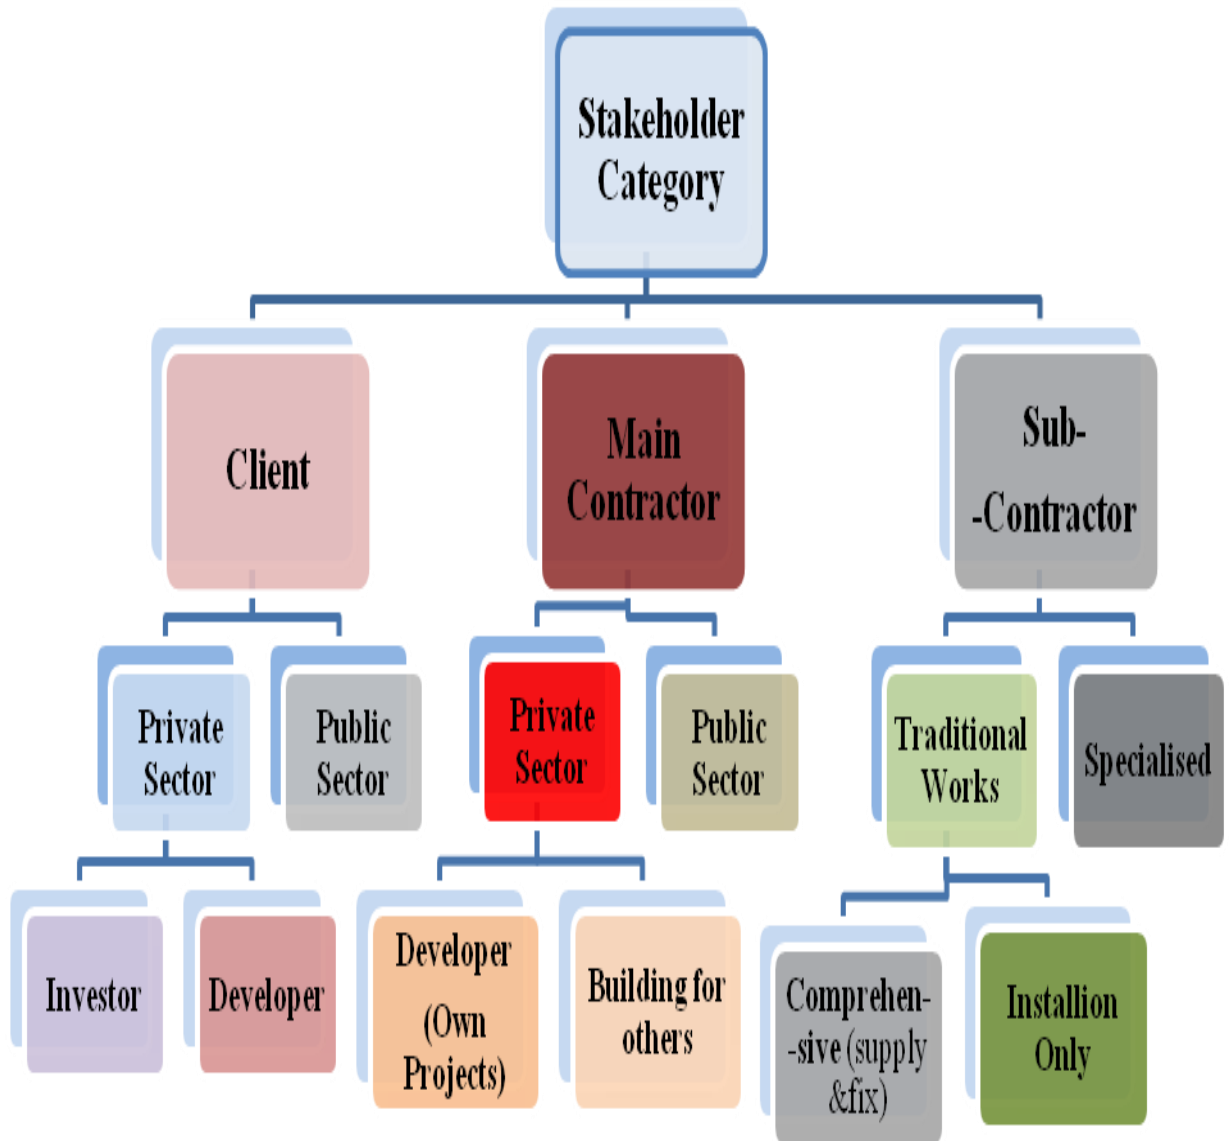 Stakeholder
Category
Client
Main
Contractor
Sub-
-Contractor
Private
Sector
Public
Sector
Private
Sector
Public
Sector
Traditional
Works
Specialised
Investor
Developer
Developer
(Own
Projects)
Building for
others
Comprehen-
-sive (supply
&fix)
Installion
Only